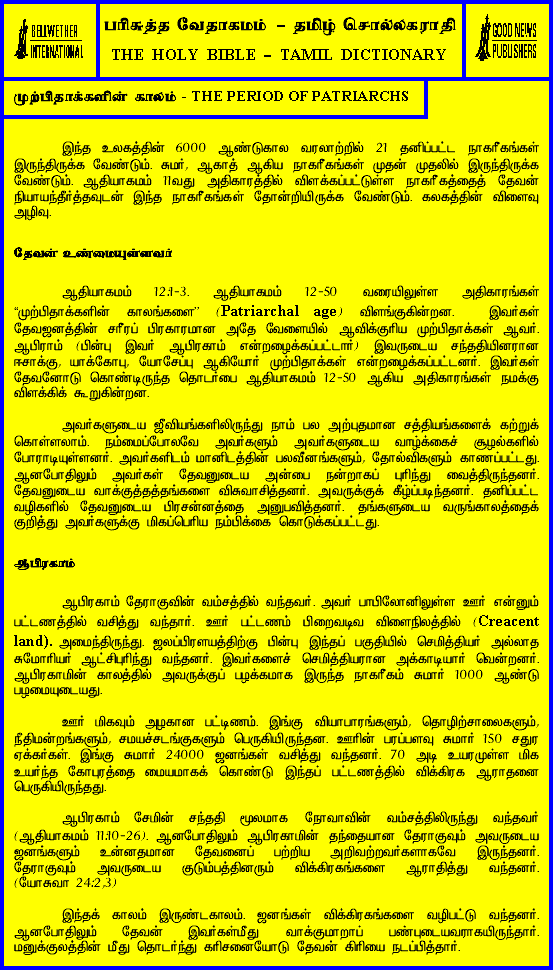 BELLWETHER
INTERNATIONAL
பரிசுத்த வேதாகமம் – தமிழ் சொல்லகராதி
THE HOLY BIBLE – TAMIL DICTIONARY
GOOD NEWS
PUBLISHERS
முற்பிதாக்களின் காலம் - THE PERIOD OF PATRIARCHS
இந்த உலகத்தின் 6000 ஆண்டுகால வரலாற்றில் 21 தனிப்பட்ட நாகரீகங்கள்
இருந்திருக்க வேண்டும். சுமர், ஆகாத் ஆகிய நாகரீகங்கள் முதன் முதலில் இருந்திருக்க
வேண்டும். ஆதியாகமம் 11வது அதிகாரத்தில் விளக்கப்பட்டுள்ள நாகரீகத்தைத் தேவன்
நியாயந்தீர்த்தவுடன் இந்த நாகரீகங்கள் தோன்றியிருக்க வேண்டும். கலகத்தின் விளைவு
அழிவு.
தேவன் உண்மையுள்ளவர்
ஆதியாகமம் 12:1-3. ஆதியாகமம் 12-50 வரையிலுள்ள அதிகாரங்கள்
“முற்பிதாக்களின் காலங்களை” (Patriarchal age) விளங்குகின்றன. இவர்கள்
தேவஜனத்தின் சரீரப் பிரகாரமான அதே வேளையில் ஆவிக்குரிய முற்பிதாக்கள் ஆவர்.
ஆபிராம் (பின்பு இவர் ஆபிரகாம் என்றழைக்கப்பட்டார்) இவருடைய சந்ததியினரான
ஈசாக்கு, யாக்கோபு, யோசேப்பு ஆகியோர் முற்பிதாக்கள் என்றழைக்கப்பட்டனர். இவர்கள்
தேவனோடு கொண்டிருந்த தொடர்பை ஆதியாகமம் 12-50 ஆகிய அதிகாரங்கள் நமக்கு
விளக்கிக் கூறுகின்றன.
அவர்களுடைய ஜீவியங்களிலிருந்து நாம் பல அற்புதமான சத்தியங்களைக் கற்றுக்
கொள்ளலாம். நம்மைப்போலவே அவர்களும் அவர்களுடைய வாழ்க்கைச் சூழல்களில்
போராடியுள்ளனர். அவர்களிடம் மானிடத்தின் பலவீனங்களும், தோல்விகளும் காணப்பட்டது.
ஆனபோதிலும் அவர்கள் தேவனுடைய அன்பை நன்றாகப் புரிந்து வைத்திருந்தனர்.
தேவனுடைய வாக்குத்தத்தங்களை விசுவாசித்தனர். அவருக்குக் கீழ்ப்படிந்தனர். தனிப்பட்ட
வழிகளில் தேவனுடைய பிரசன்னத்தை அனுபவித்தனர். தங்களுடைய வருங்காலத்தைக்
குறித்து அவர்களுக்கு மிகப்பெரிய நம்பிக்கை கொடுக்கப்பட்டது.
ஆபிரகாம்
ஆபிரகாம் தேராகுவின் வம்சத்தில் வந்தவர். அவர் பாபிலோனிலுள்ள ஊர் என்னும்
பட்டணத்தில் வசித்து வந்தார். ஊர் பட்டணம் பிறைவடிவ விளைநிலத்தில் (Creacent
land). அமைந்திருந்து. ஜலப்பிரளயத்திற்கு பின்பு இந்தப் பகுதியில் செமித்தியர் அல்லாத
சுமோரியர் ஆட்சிபுரிந்து வந்தனர். இவர்களைச் செமித்தியரான அக்காடியார் வென்றனர்.
ஆபிரகாமின் காலத்தில் அவருக்குப் பழக்கமாக இருந்த நாகரீகம் சுமார் 1000 ஆண்டு
பழமையுடையது.
ஊர் மிகவும் அழகான பட்டிணம். இங்கு வியாபாரங்களும், தொழிற்சாலைகளும்,
நீதிமன்றங்களும், சமயச்சடங்குகளும் பெருகியிருந்தன. ஊரின் பரப்பளவு சுமார் 150 சதுர
ஏக்கர்கள். இங்கு சுமார் 24000 ஜனங்கள் வசித்து வந்தனர். 70 அடி உயரமுள்ள மிக
உயர்ந்த கோபுரத்தை மையமாகக் கொண்டு இந்தப் பட்டணத்தில் விக்கிரக ஆராதனை
பெருகியிருந்தது.
ஆபிரகாம் சேமின் சந்ததி மூலமாக நோவாவின் வம்சத்திலிருந்து வந்தவர்
(ஆதியாகமம் 11:10-26). ஆனபோதிலும் ஆபிரகாமின் தந்தையான தேராகுவும் அவருடைய
ஜனங்களும் உன்னதமான தேவனைப் பற்றிய அறிவற்றவர்களாகவே இருந்தனர்.
தேராகுவும் அவருடைய குடும்பத்தினரும் விக்கிரகங்களை ஆராதித்து வந்தனர்.
(யோசுவா 24:2,3)
இந்தக் காலம் இருண்டகாலம். ஜனங்கள் விக்கிரகங்களை வழிபட்டு வந்தனர்.
ஆனபோதிலும் தேவன் இவர்கள்மீது வாக்குமாறாப் பண்புடையவராகயிருந்தார்.
மனுக்குலத்தின் மீது தொடர்ந்து கரிசனையோடு தேவன் கிரியை நடப்பித்தார்.